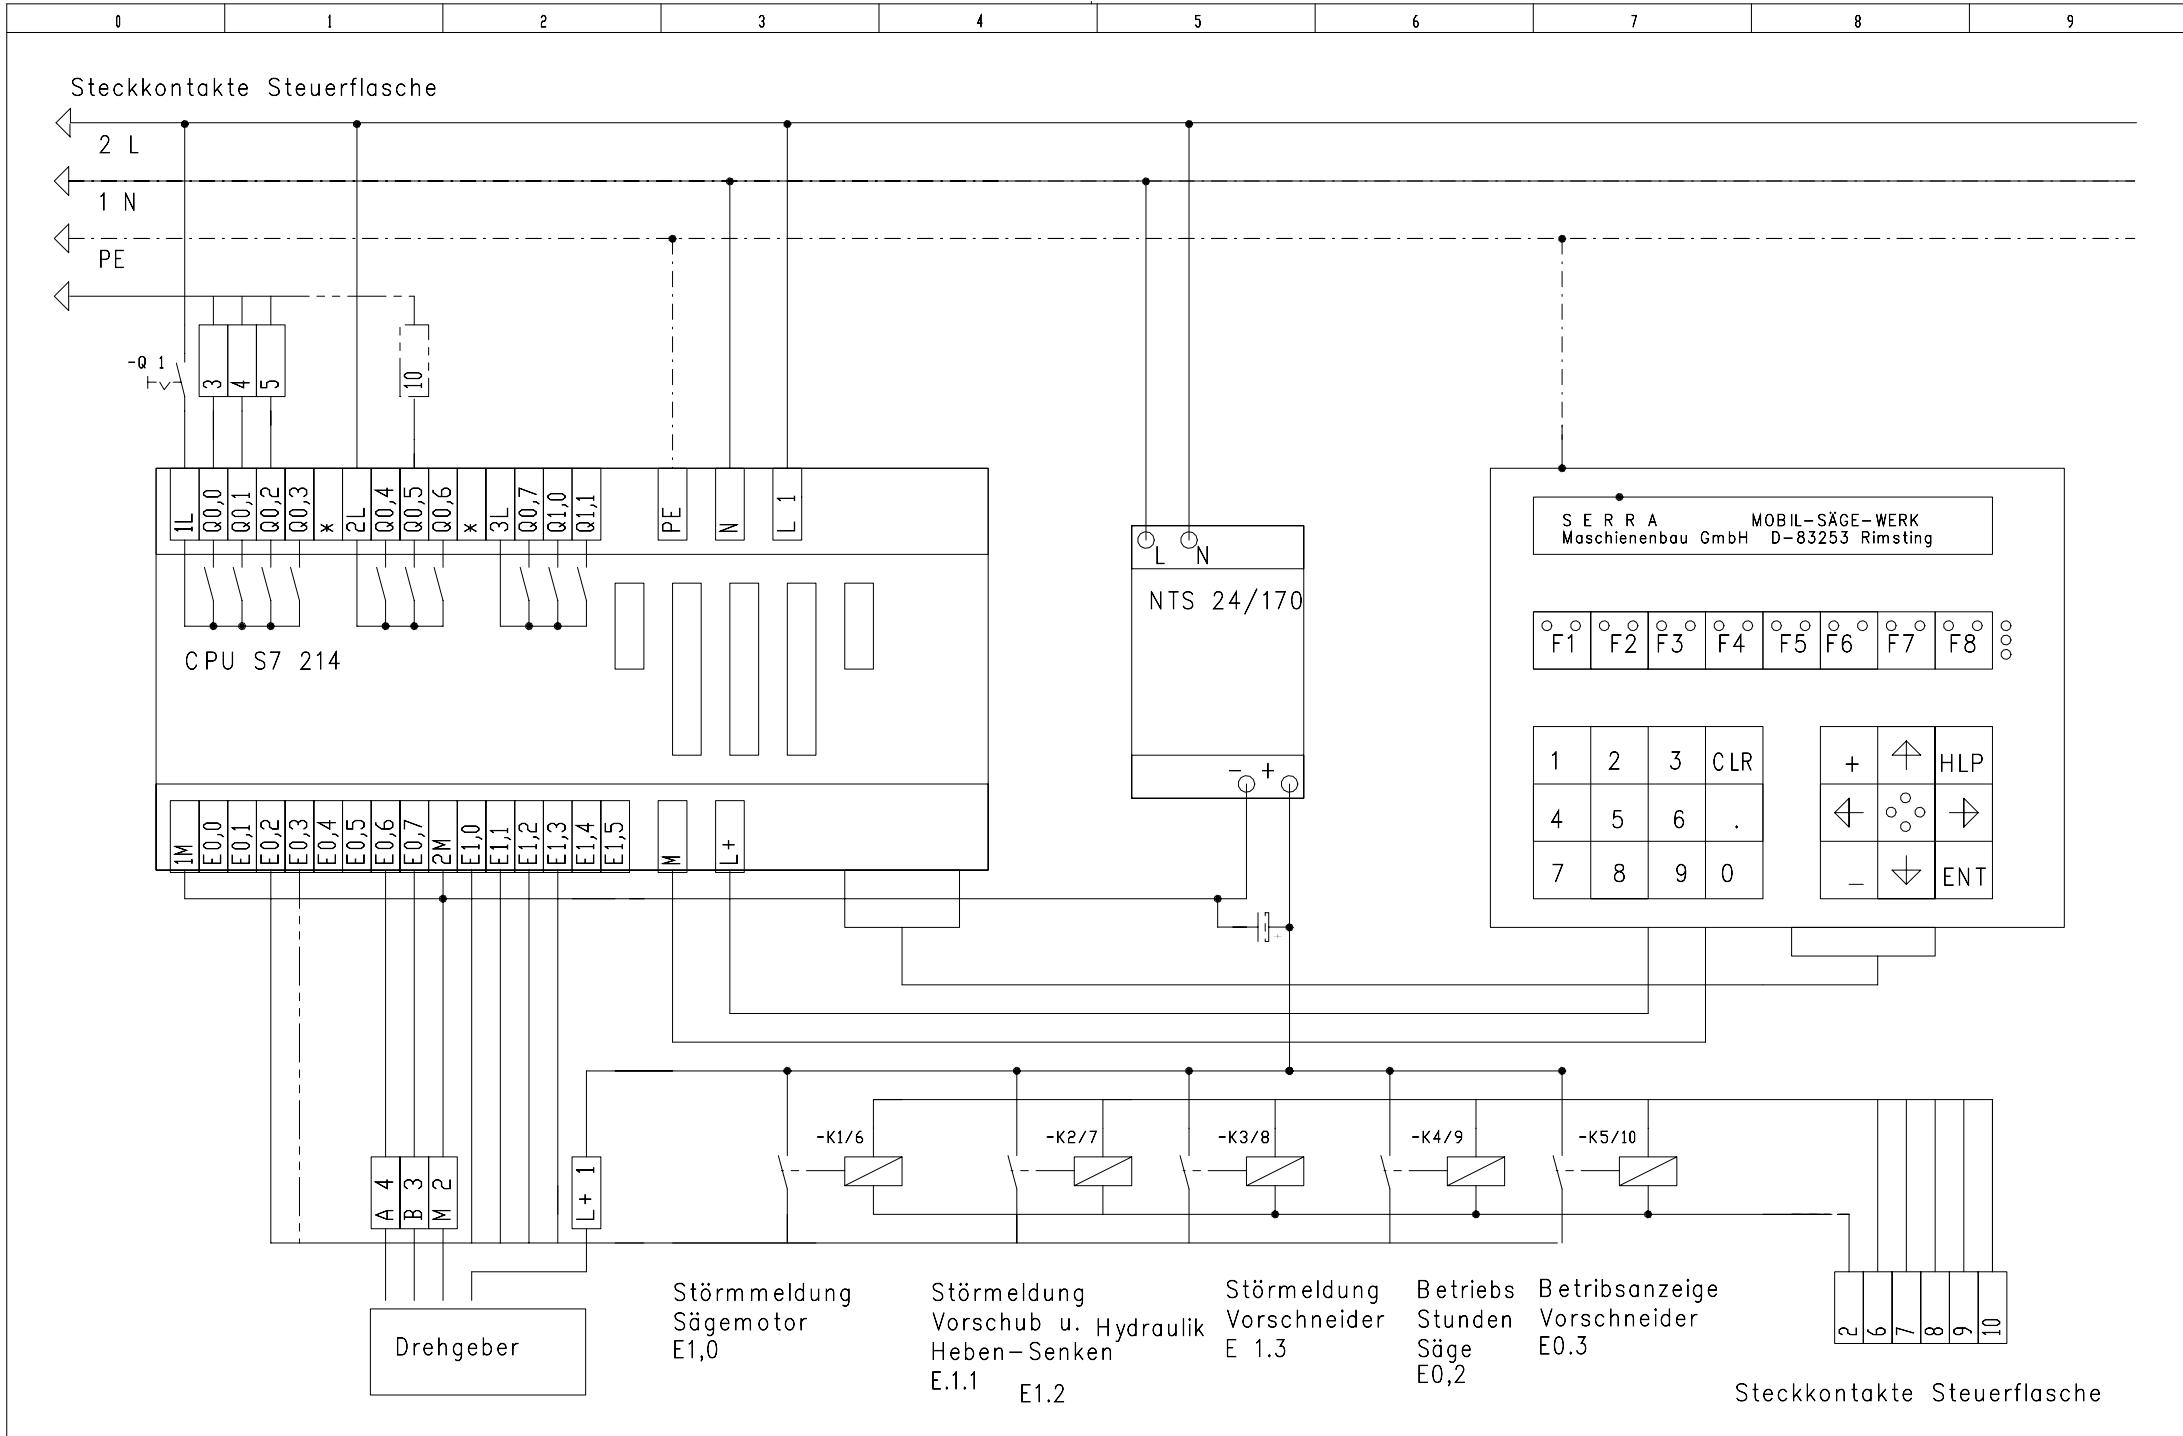 0 1 2 3 4 5 6 7 8 9
Steckkontakte Steuerflasche
2 L
1 N
PE
-Q 1
3
4
5
10
1L
Q0,0
Q0,1
Q0,2
Q0,3
*
2L
Q0,4
Q0,5
Q0,6
*
3L
Q0,7
Q1,0
Q1,1
PE
N
L 1
CPU S7 214
1M
E0,0
E0,1
E0,2
E0,3
E0,4
E0,5
E0,6
E0,7
2M
E1,0
E1,1
E1,2
E1,3
E1,4
E1,5
M
L+
L N
NTS 24/170
- +
+
S E R R A MOBIL-SÄGE-WERK
Maschienenbau GmbH D-83253 Rimsting
F1 F2 F3 F4 F5 F6 F7 F8
1 2 3 CLR + HLP
4 5 6 .
7 8 9 0 - ENT
-K1/6 -K2/7 -K3/8 -K4/9 -K5/10
A 4
B 3
M 2
L+ 1
Drehgeber
Störmmeldung
Sägemotor
E1,0
Störmeldung
Vorschub u.
Heben-Senken
E.1.1
Hydraulik
E1.2
Störmeldung
Vorschneider
E 1.3
Betriebs
Stunden
Säge
E0,2
Betribsanzeige
Vorschneider
E0.3
2
6
7
8
9
10
Steckkontakte Steuerflasche